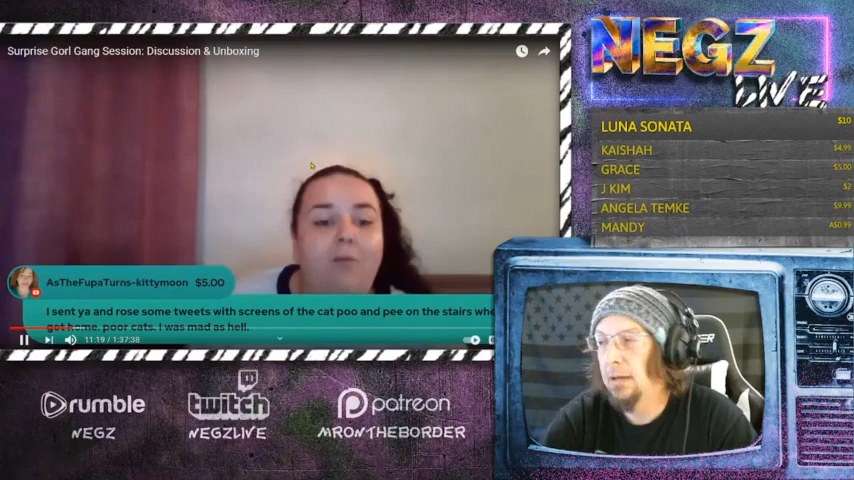 Surprise Gorl Gang Session: Discussion & Unboxing
NEGZ
LIVE
LUNA SONATA $10
KAISHAH $4.99
GRACE $5.00
J KIM $2
ANGELA TEMKE $9.99
MANDY A$0.99
AsTheFupaTurns-kittymoon $5.00
I sent ya and rose some tweets with screens of the cat poo and pee on the stairs
got home. poor cats. I was mad as hell.
11:19 / 1:37:38
rumble
NEGZ
twitch
NEGZLIVE
patreon
MRONTHEBORDER